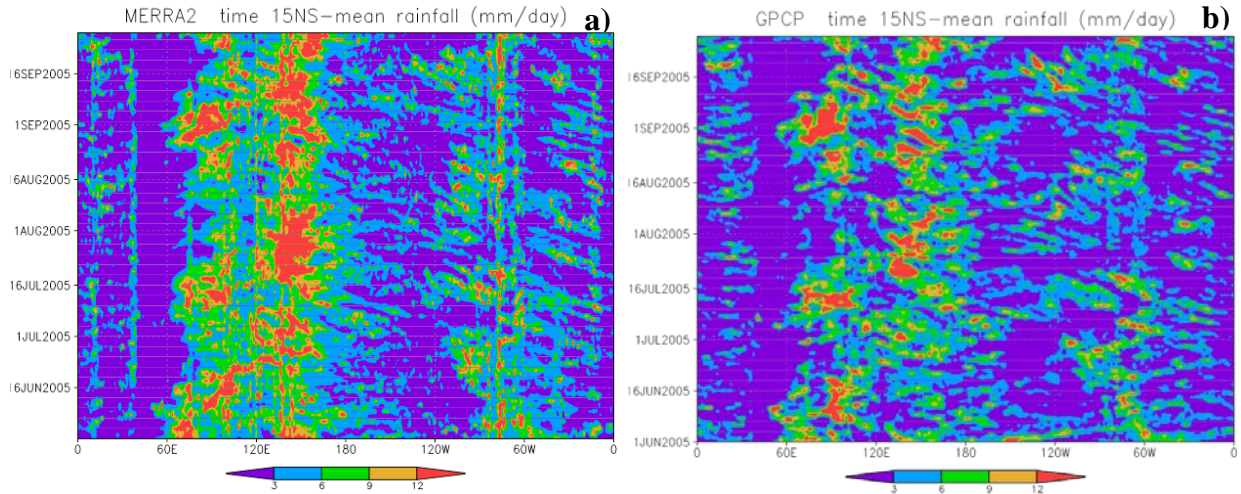 MERRA2 time 15NS−mean rainfall (mm/day) a)
16SEP2005
1SEP2005
16AUG2005
1AUG2005
16JUL2005
1JUL2005
16JUN2005
0 60E 120E 180 120W 60W 0
3 6 9 12
GPCP time 15NS−mean rainfall (mm/day) b)
16SEP2005
1SEP2005
16AUG2005
1AUG2005
16JUL2005
1JUL2005
16JUN2005
1JUN2005
0 60E 120E 180 120W 60W 0
3 6 9 12